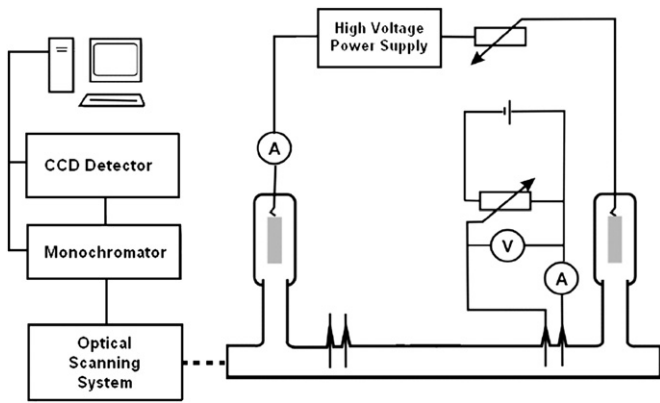 High Voltage
Power Supply
A
CCD Detector
Monochromator
V
A
Optical
Scanning
System